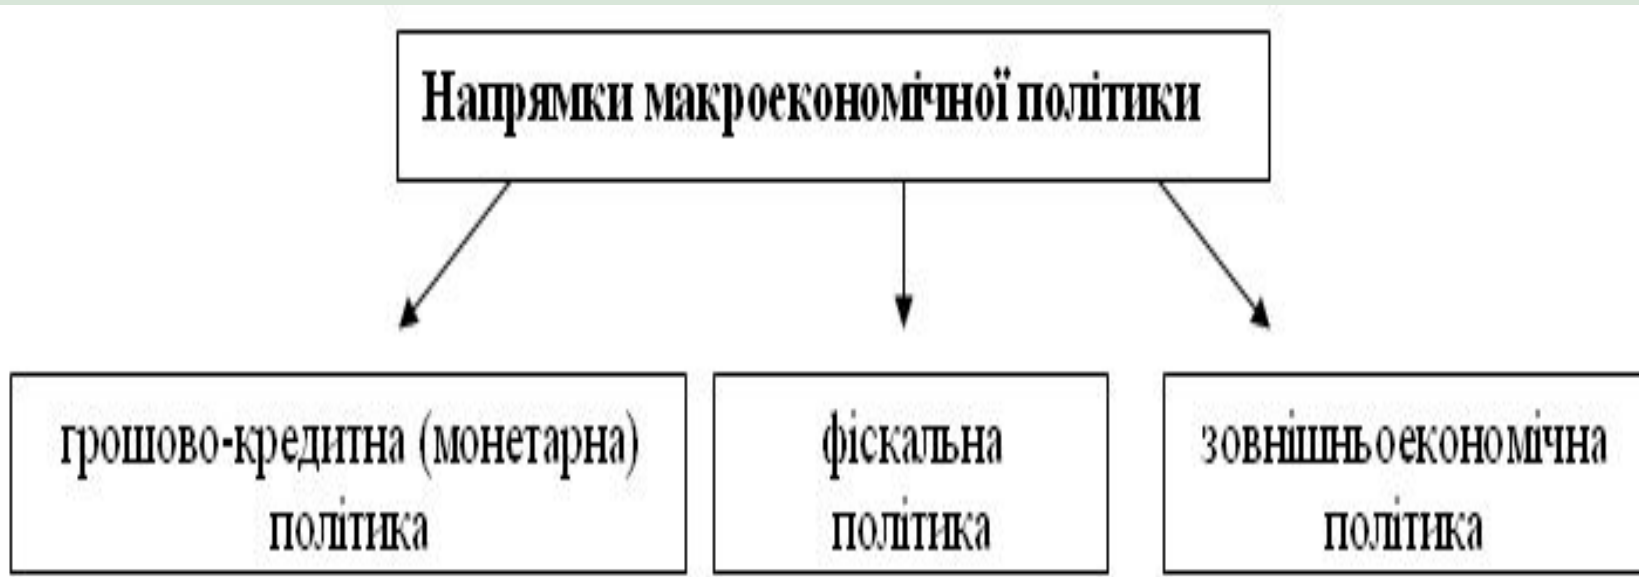 Напрямки макроекономічної політики
грошово-кредитна (монетарна)
політика
фіскальна
політика
зовнішньоекономічна
політика